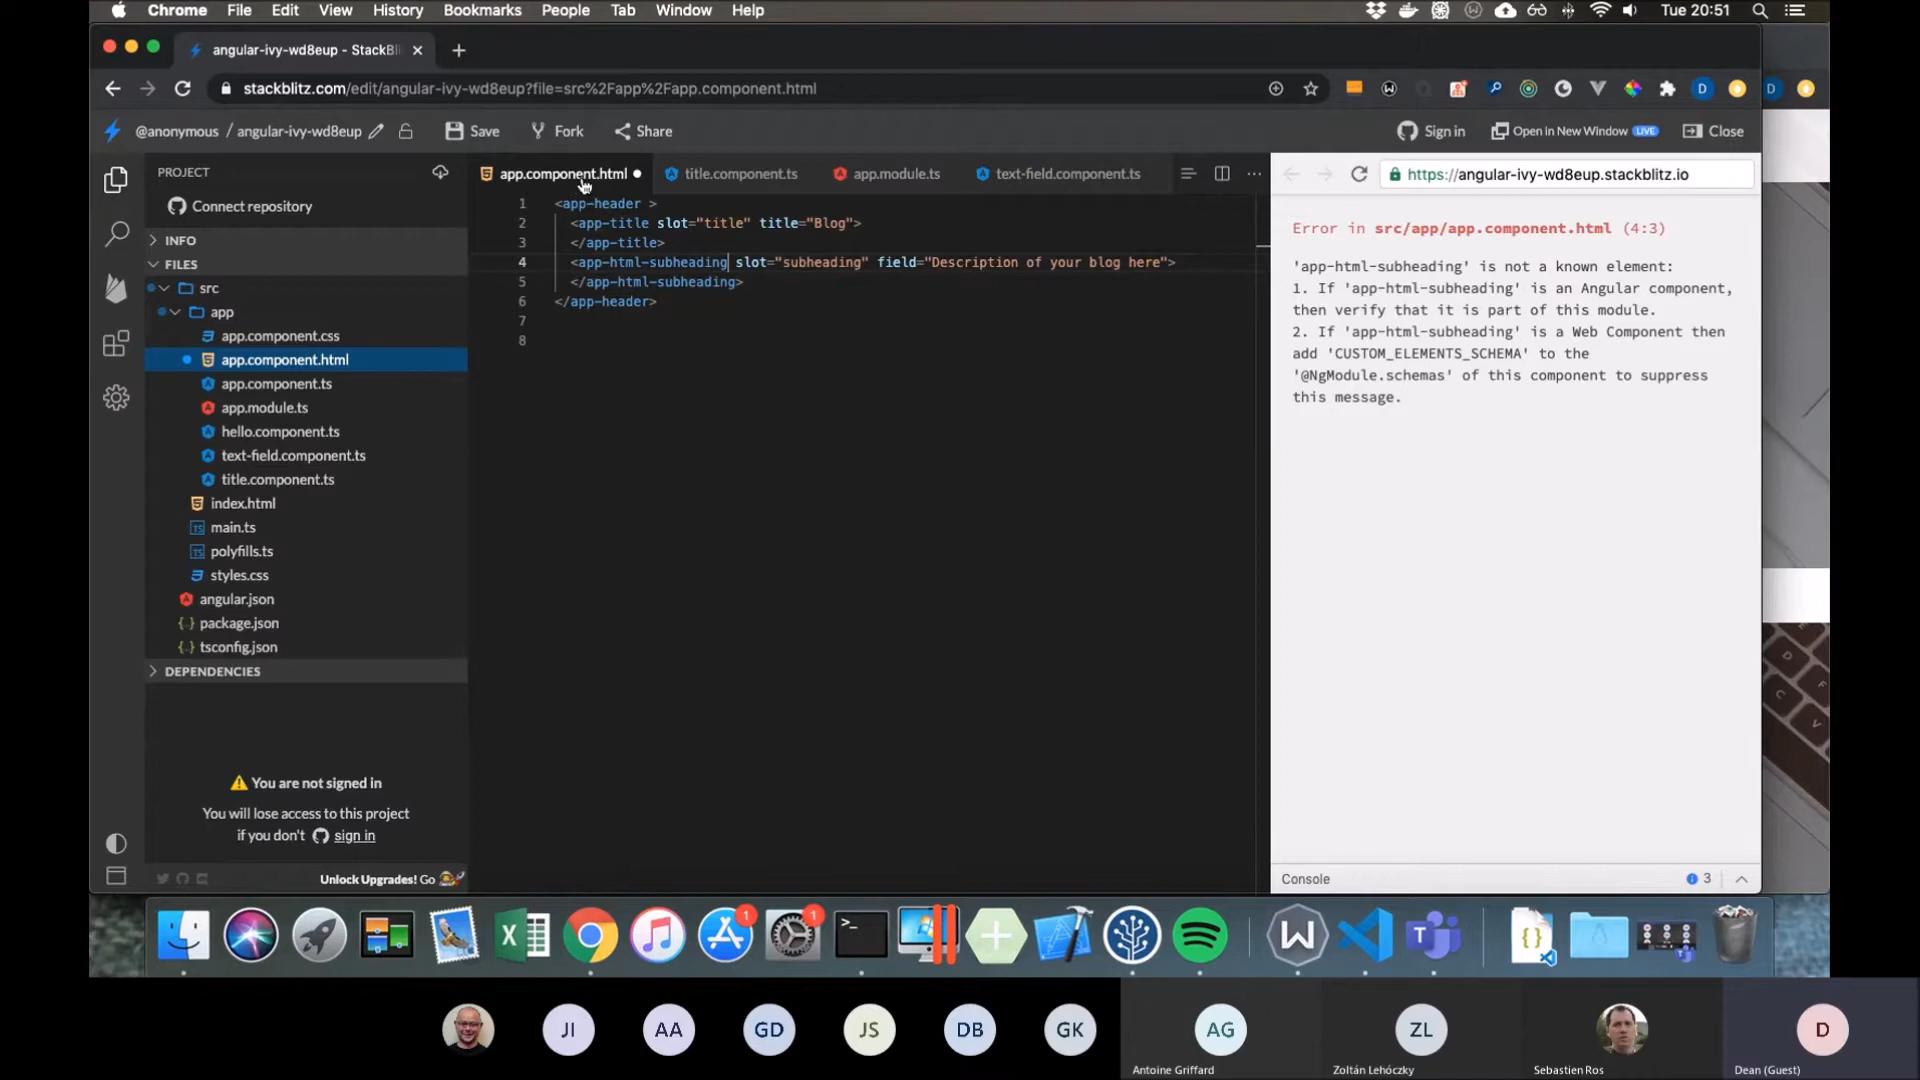 Chrome File Edit View History Bookmarks People Tab Window Help Tue 20:51
angular-ivy-wd8eup - StackBli
stackblitz.com/edit/angular-ivy-wd8eup?file=src%2Fapp%2Fapp.component.html
D D
@anonymous / angular-ivy-wd8eup Save Fork Share Sign in Open in New Window LIVE Close
PROJECT
app.component.html title.component.ts app.module.ts text-field.component.ts
https://angular-ivy-wd8eup.stackblitz.io
Connect repository
INFO
FILES
src
app
app.component.css
app.component.html
app.component.ts
app.module.ts
hello.component.ts
text-field.component.ts
title.component.ts
index.html
main.ts
polyfills.ts
styles.css
angular.json
package.json
tsconfig.json
DEPENDENCIES
You are not signed in
You will lose access to this project
if you don't sign in
Unlock Upgrades! Go
1 <app-header >
2 <app-title slot="title" title="Blog">
3 </app-title>
4 <app-html-subheading slot="subheading" field="Description of your blog here">
5 </app-html-subheading>
6 </app-header>
7
8
Error in src/app/app.component.html (4:3)
'app-html-subheading' is not a known element:
1. If 'app-html-subheading' is an Angular component,
then verify that it is part of this module.
2. If 'app-html-subheading' is a Web Component then
add 'CUSTOM_ELEMENTS_SCHEMA' to the
'@NgModule.schemas' of this component to suppress
this message.
Console 3
1 1
JI AA GD JS DB GK AG ZL D
Antoine Griffard Zoltán Lehóczky Sebastien Ros Dean (Guest)